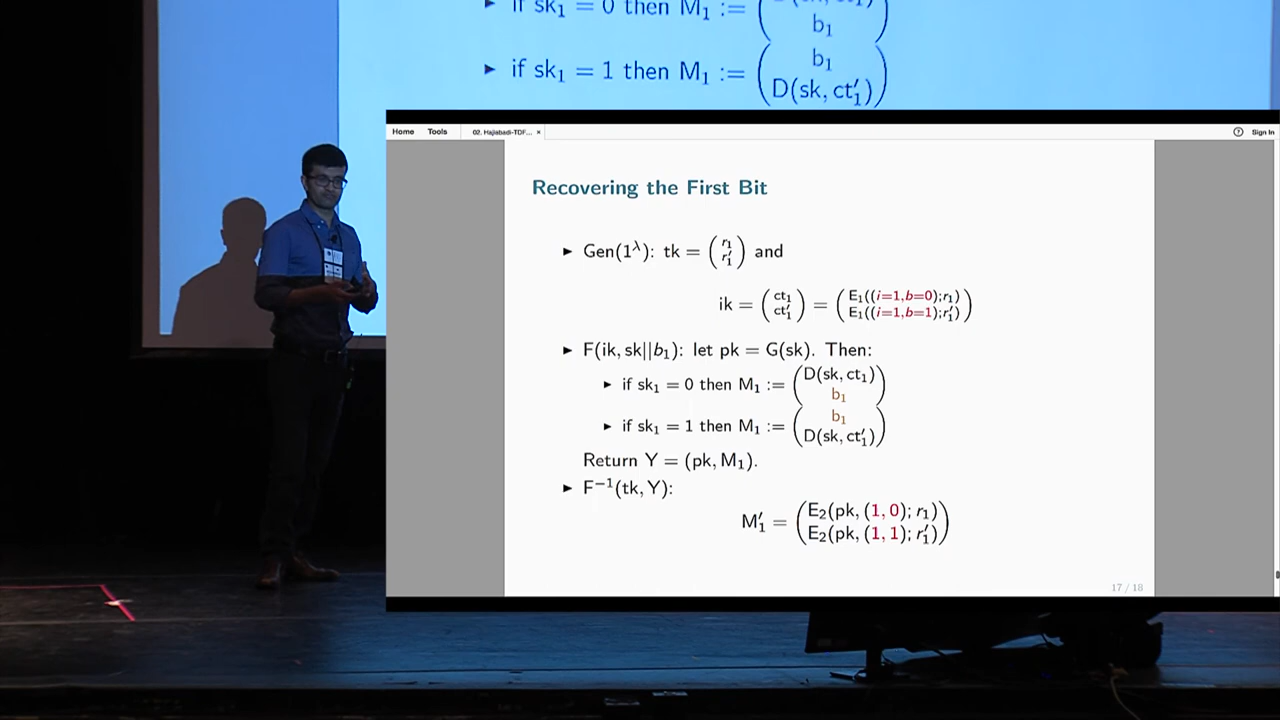 if sk₁ = 0 then M₁ := (D(sk, ct₁)
b₁)
▸ if sk₁ = 1 then M₁ := (b₁
D(sk, ct′₁))
Home Tools 02. Hajiabadi-TDF... × ? Sign In
Recovering the First Bit
▸ Gen(1^λ): tk = (r₁
r′₁) and
ik = (ct₁
ct′₁) = (E₁((i=1,b=0);r₁)
E₁((i=1,b=1);r′₁))
▸ F(ik, sk||b₁): let pk = G(sk). Then:
▸ if sk₁ = 0 then M₁ := (D(sk, ct₁)
b₁)
▸ if sk₁ = 1 then M₁ := (b₁
D(sk, ct′₁))
Return Y = (pk, M₁).
▸ F⁻¹(tk, Y):
M′₁ = (E₂(pk, (1, 0); r₁)
E₂(pk, (1, 1); r′₁))
17 / 18